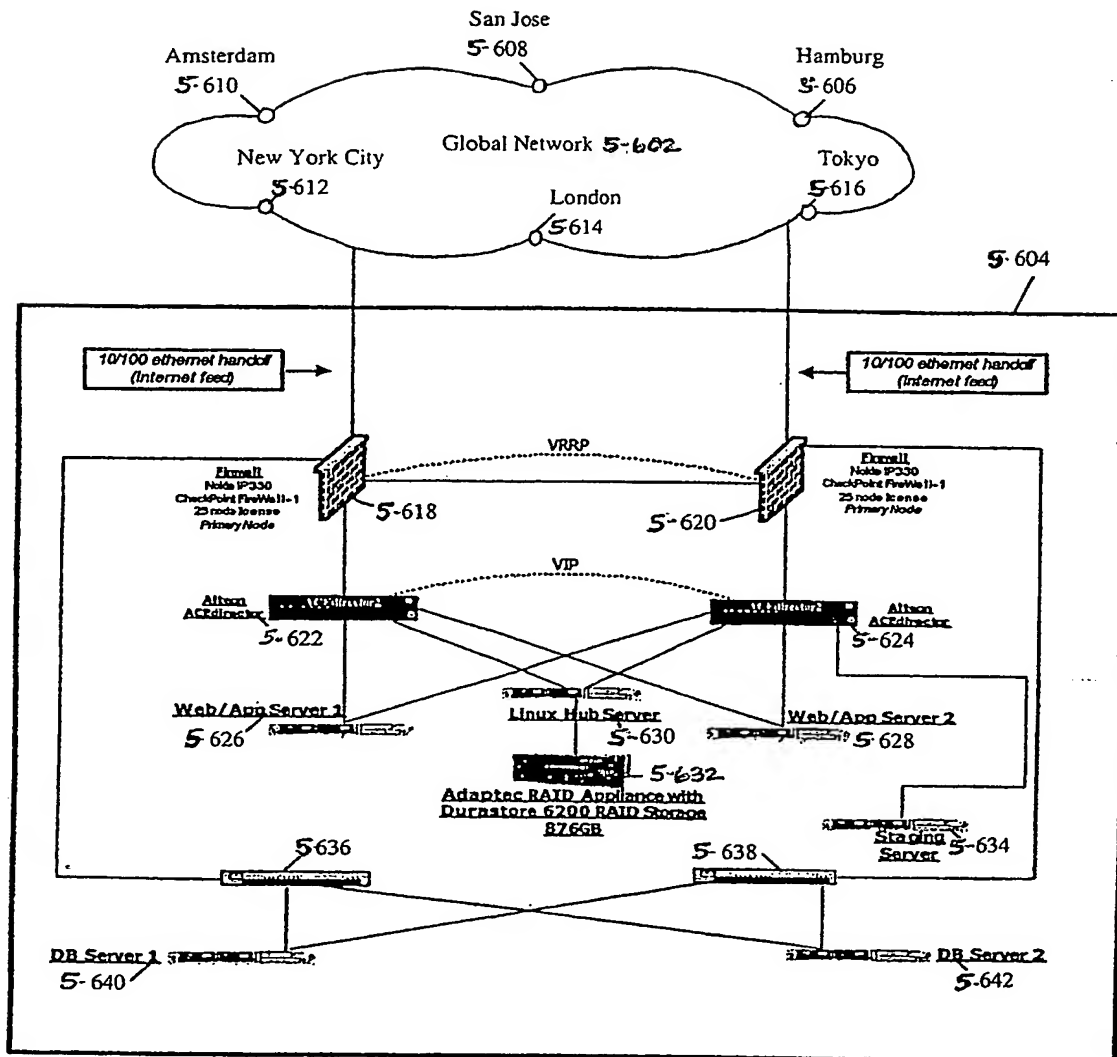 San Jose
5-608
Amsterdam
5-610
Hamburg
5-606
Global Network 5-602
New York City
5-612
Tokyo
5-616
London
5-614
5-604
10/100 ethernet handoff
(Internet feed)
10/100 ethernet handoff
(Internet feed)
VRRP
Firewall
Nokia IP330
CheckPoint FireWall-1
25 node license
Primary Node
5-618
Firewall
Nokia IP330
CheckPoint FireWall-1
25 node license
Primary Node
5-620
VIP
Alteon
ACEdirector
5-622
ACEdirector2
ACEdirector2
Alteon
ACEdirector
5-624
Web/App Server 1
5-626
Linux Hub Server
5-630
Web/App Server 2
5-628
5-632
Adaptec RAID Appliance with
Durastore 6200 RAID Storage
876GB
Staging
Server
5-634
5-636
5-638
DB Server 1
5-640
DB Server 2
5-642